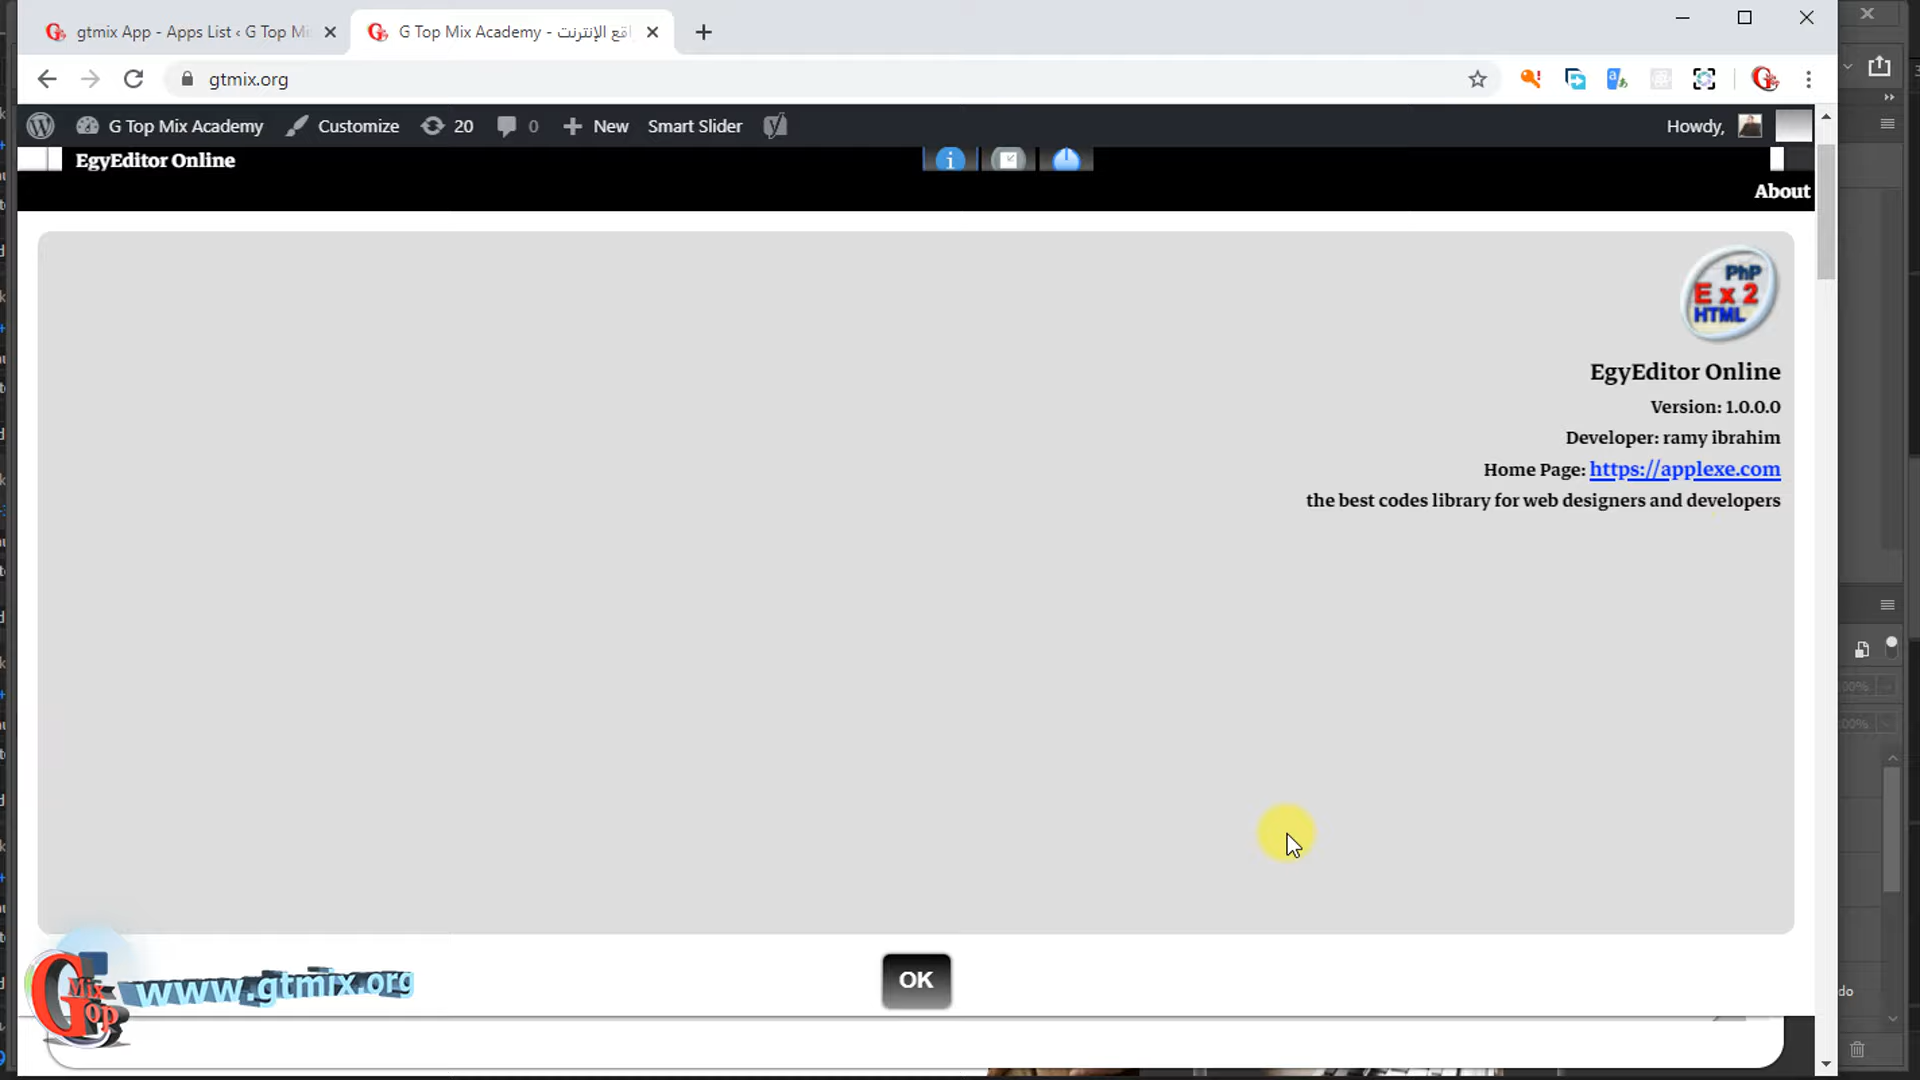 gtmix App - Apps List ‹ G Top Mi
G Top Mix Academy - اقع الإنترنت
gtmix.org
G Top Mix Academy
Customize
20
0
New
Smart Slider
Howdy,
EgyEditor Online
About
PhP
E x 2
HTML
EgyEditor Online
Version: 1.0.0.0
Developer: ramy ibrahim
Home Page: https://applexe.com
the best codes library for web designers and developers
OK
G Mix Top
www.gtmix.org